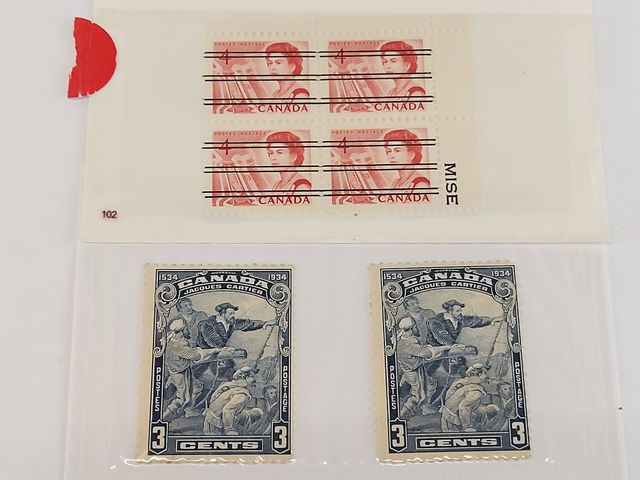 POSTES · POSTAGE POSTES · POSTAGE
4 4
CANADA CANADA
POSTES · POSTAGE POSTES · POSTAGE
4 4
CANADA CANADA
MISE
102
1534 1934 1534 1934
CANADA CANADA
JACQUES CARTIER JACQUES CARTIER
POSTES POSTAGE POSTES POSTAGE
3 CENTS 3 3 CENTS 3